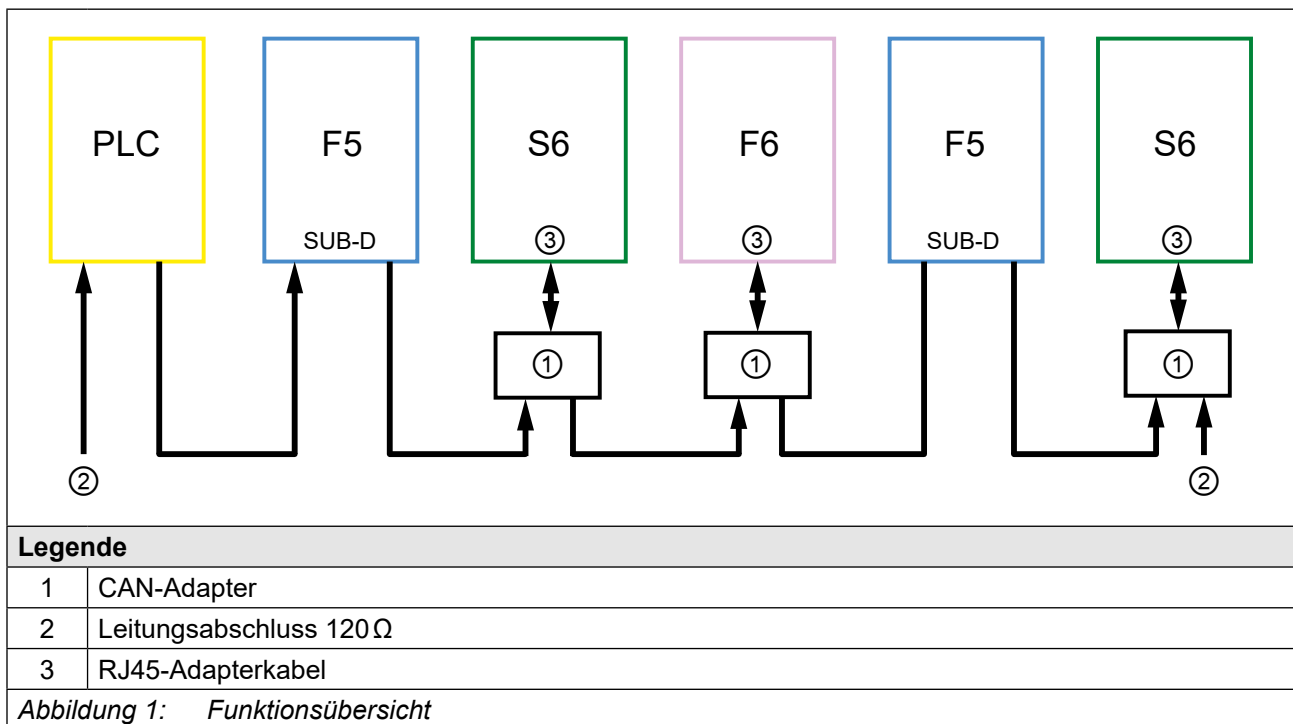 PLC F5 S6 F6 F5 S6
SUB-D ③ ③ SUB-D ③
① ① ①
② ②
Legende
1 CAN-Adapter
2 Leitungsabschluss 120 Ω
3 RJ45-Adapterkabel
Abbildung 1: Funktionsübersicht